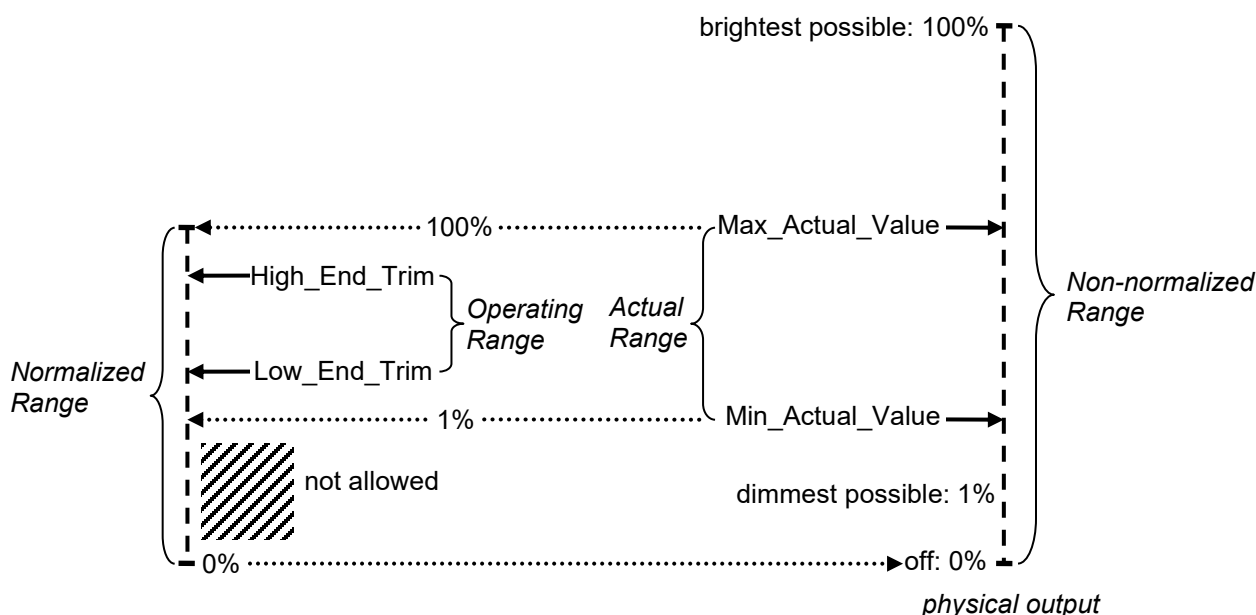 brightest possible: 100%
100%
Max_Actual_Value
High_End_Trim
Operating
Range
Actual
Range
Non-normalized
Range
Low_End_Trim
Normalized
Range
1%
Min_Actual_Value
not allowed
dimmest possible: 1%
0%
off: 0%
physical output